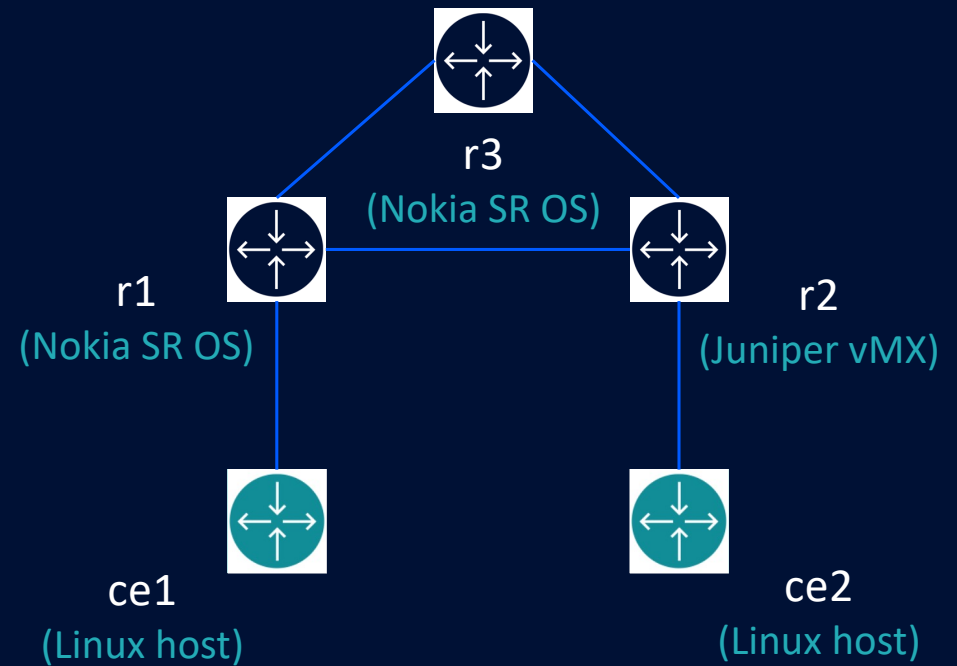 r3
(Nokia SR OS)
r1
(Nokia SR OS)
r2
(Juniper vMX)
ce1
(Linux host)
ce2
(Linux host)